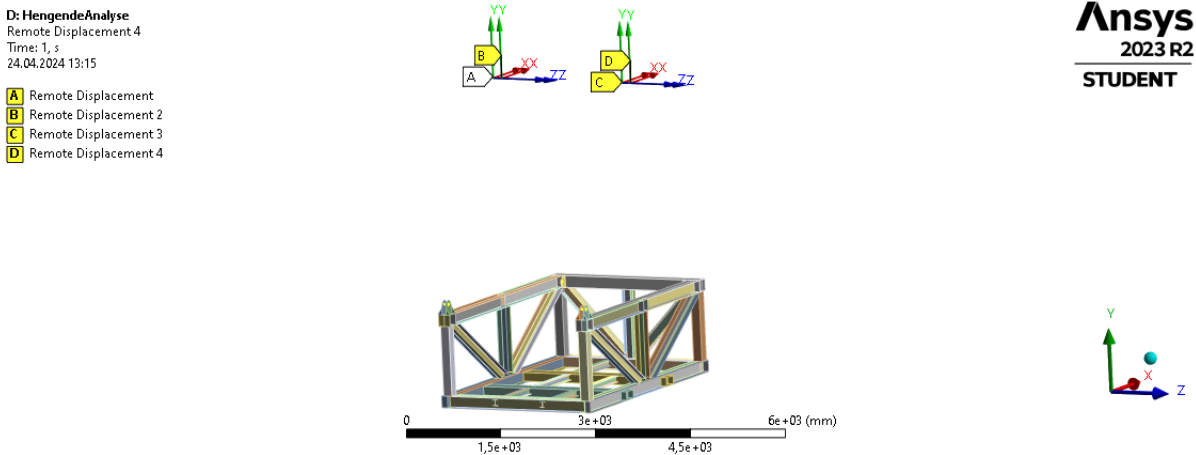 D: HengendeAnalyse
Remote Displacement 4
Time: 1, s
24.04.2024 13:15
A Remote Displacement
B Remote Displacement 2
C Remote Displacement 3
D Remote Displacement 4
YY
B
A
XX
ZZ
YY
D
C
XX
ZZ
Ansys
2023 R2
STUDENT
Y
X
Z
0
3e+03
6e+03 (mm)
1,5e+03
4,5e+03